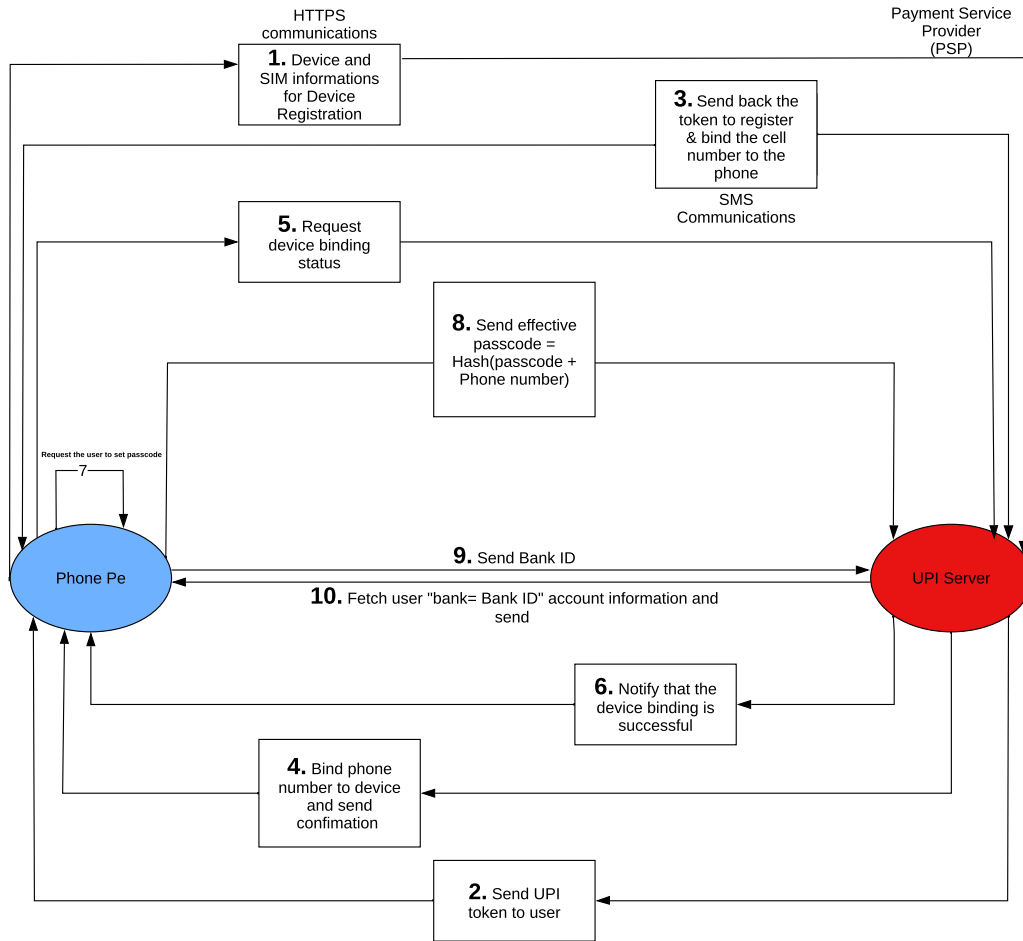 HTTPS
communications
Payment Service
Provider
(PSP)
1. Device and
SIM informations
for Device
Registration
3. Send back the
token to register
& bind the cell
number to the
phone
SMS
Communications
5. Request
device binding
status
8. Send effective
passcode =
Hash(passcode +
Phone number)
Request the user to set passcode
7
Phone Pe
9. Send Bank ID
UPI Server
10. Fetch user "bank= Bank ID" account information and
send
6. Notify that the
device binding is
successful
4. Bind phone
number to device
and send
confimation
2. Send UPI
token to user